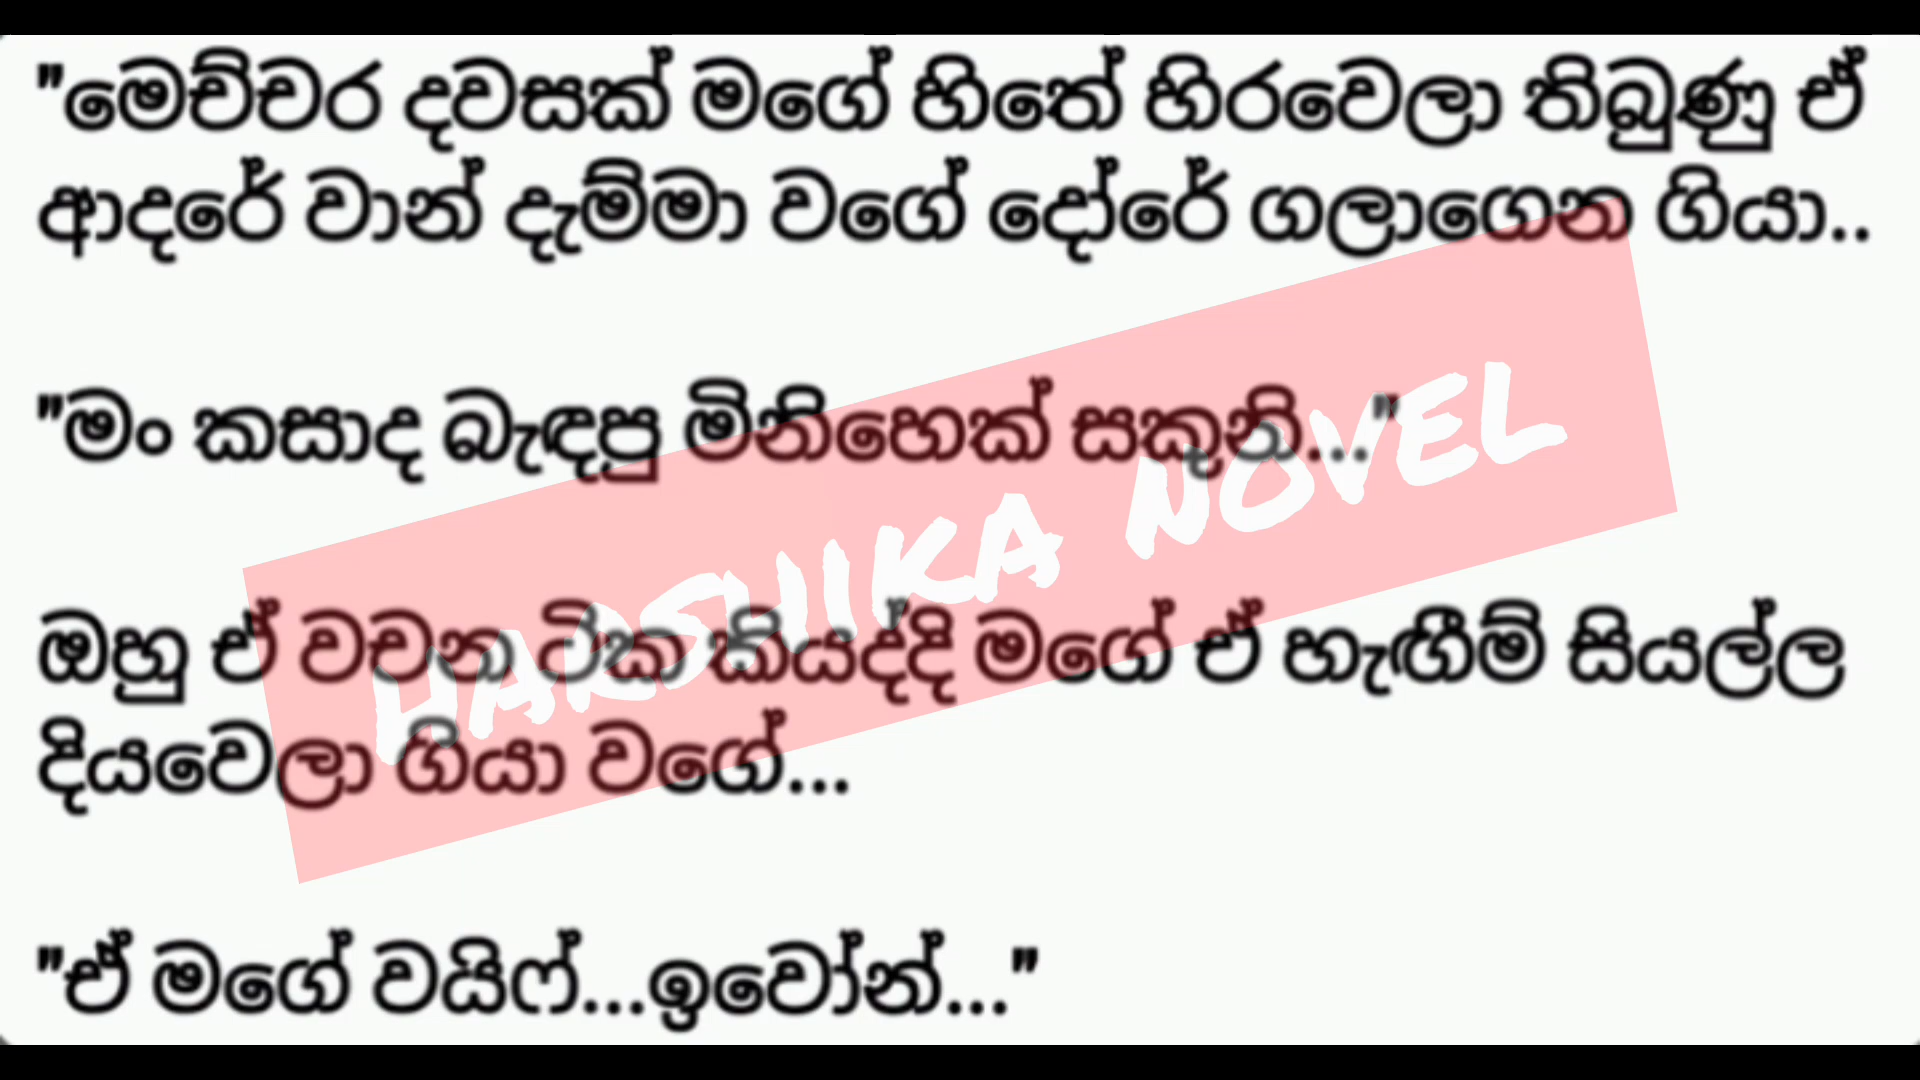 "මෙච්චර දවසක් මගේ හිතේ හිරවෙලා තිබුණු ඒ
ආදරේ වාන් දැම්මා වගේ දෝරේ ගලාගෙන ගියා..
"මං කසාද බැඳපු මිනිහෙක් සකුනි..."
ඔහු ඒ වචන ටික කියද්දි මගේ ඒ හැඟීම් සියල්ල
දියවෙලා ගියා වගේ...
"ඒ මගේ වයිෆ්...ඉවෝන්..."
HARSHIKA NOVEL